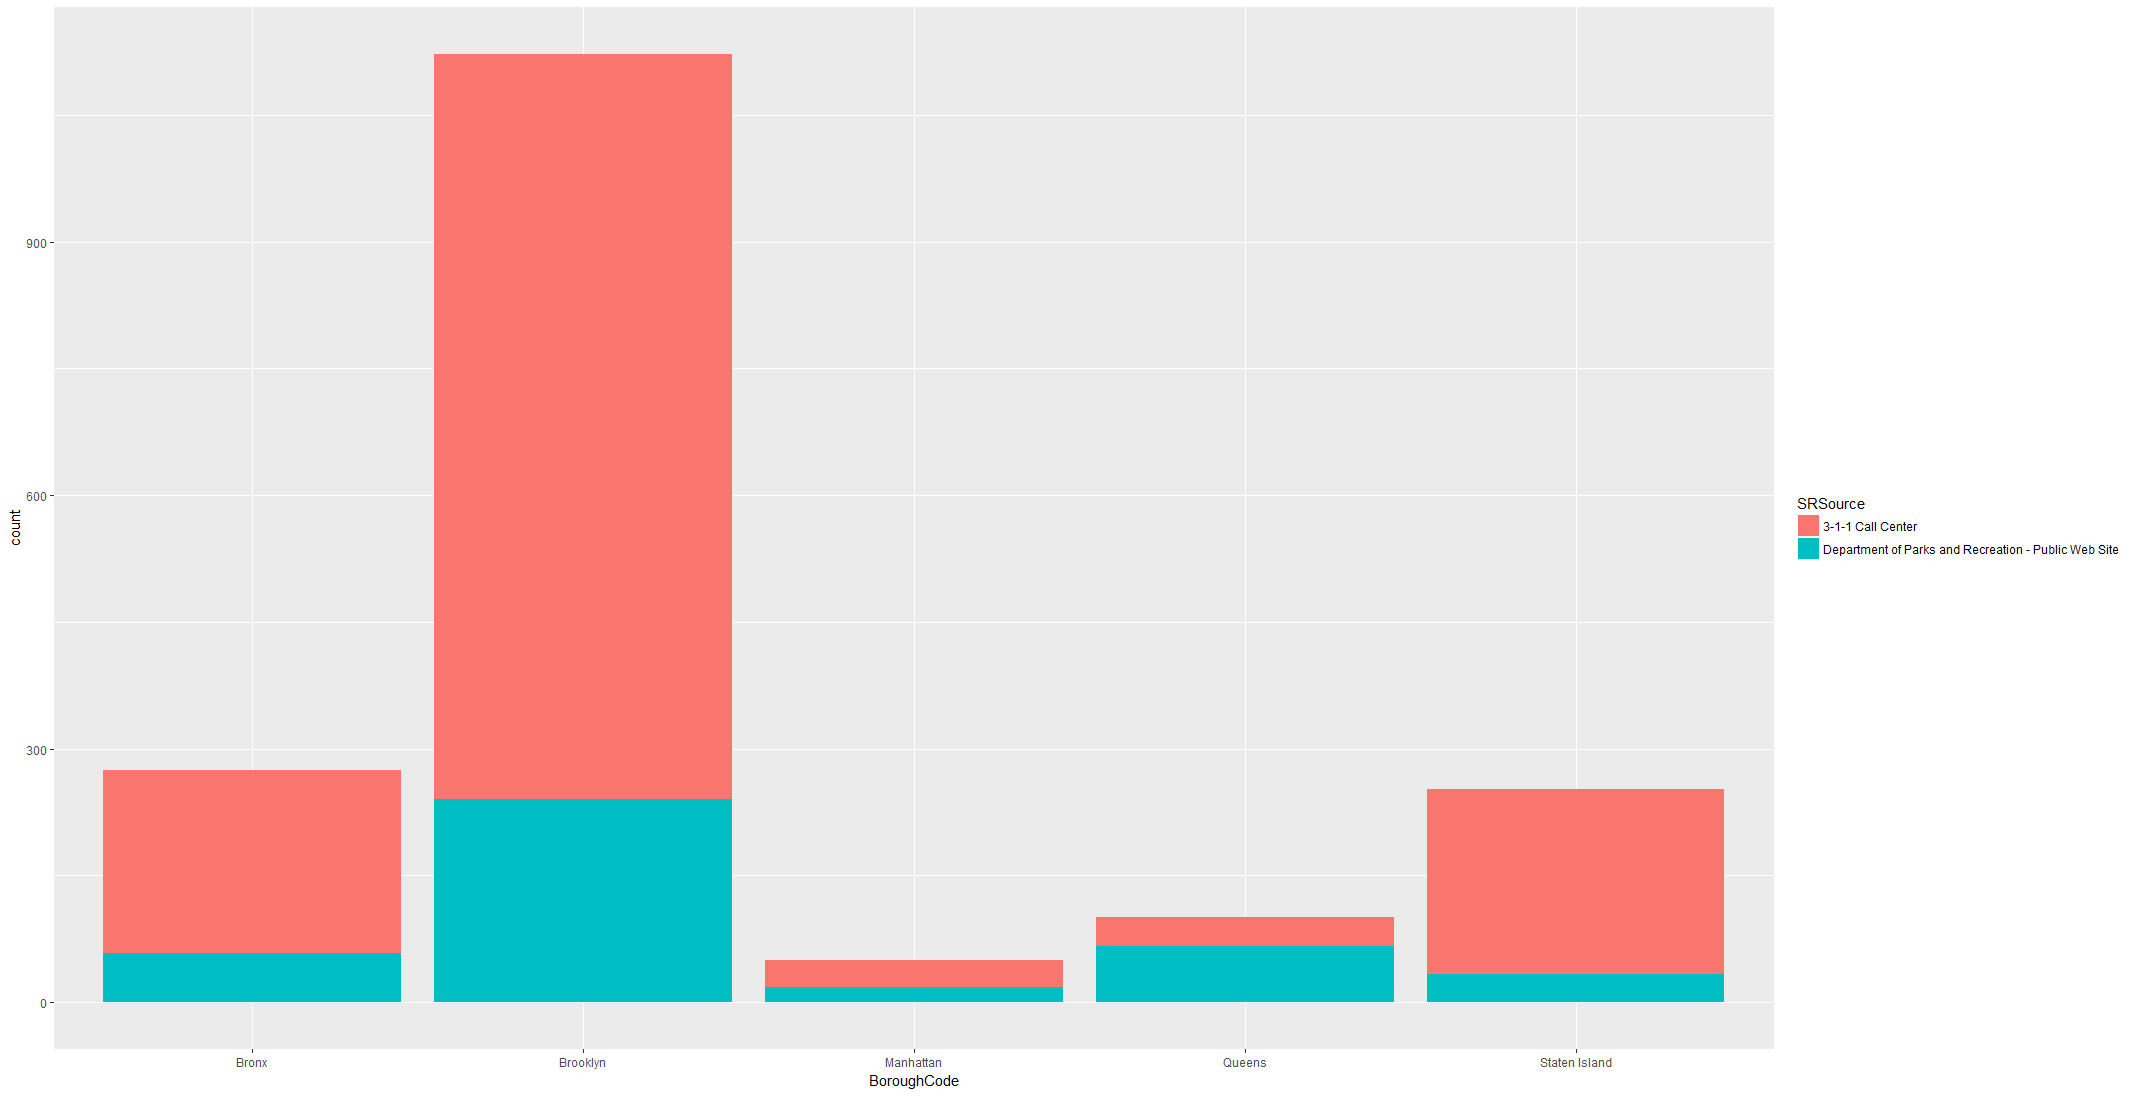 count
900
600
300
0
Bronx
Brooklyn
Manhattan
Queens
Staten Island
BoroughCode
SRSource
3-1-1 Call Center
Department of Parks and Recreation - Public Web Site